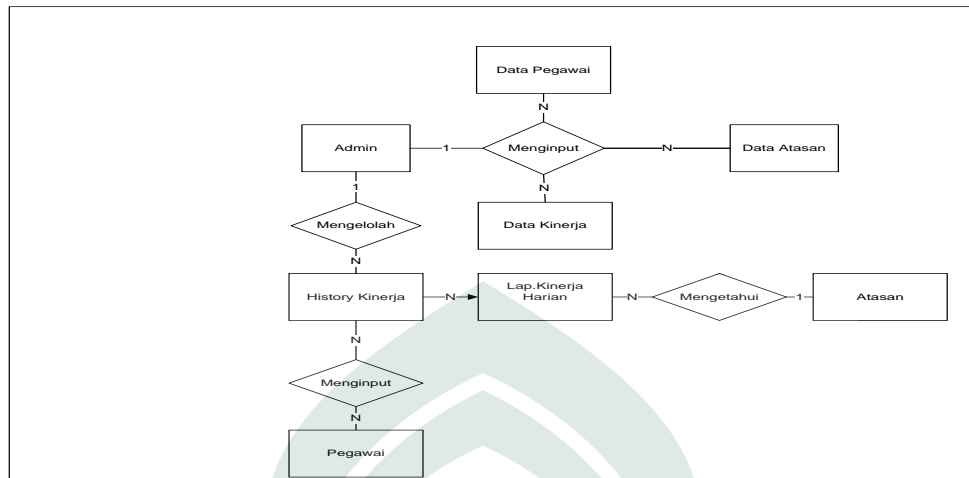 Data Pegawai
N
Admin
1
Menginput
N
Data Atasan
1
N
Mengelolah
Data Kinerja
N
History Kinerja
N
Lap.Kinerja
Harian
N
Mengetahui
1
Atasan
N
Menginput
N
Pegawai